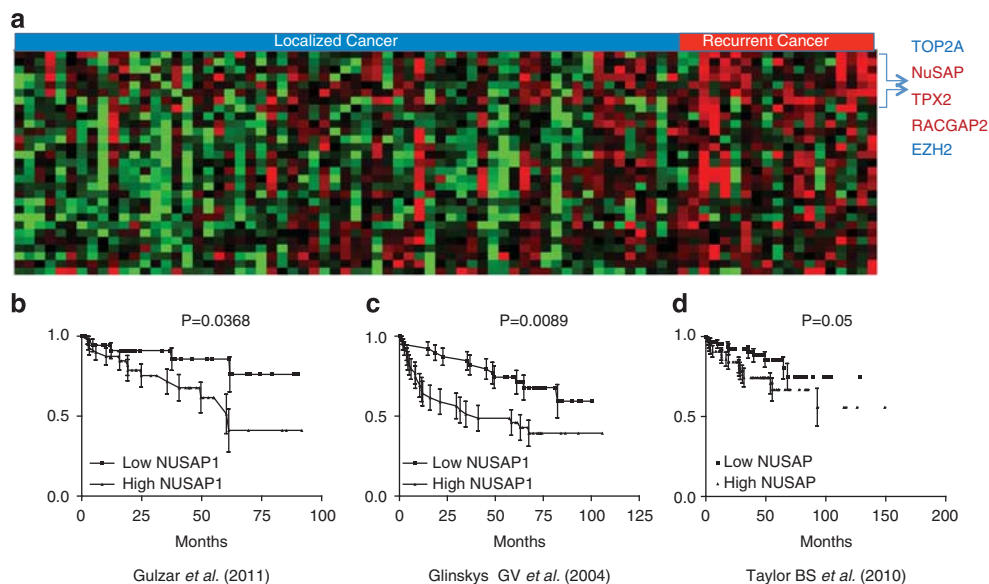 a
Localized Cancer
Recurrent Cancer
TOP2A
NuSAP
TPX2
RACGAP2
EZH2
b
P=0.0368
1.0
0.5
0.0
Low NUSAP1
High NUSAP1
0 25 50 75 100
Months
Gulzar et al. (2011)
c
P=0.0089
1.0
0.5
0.0
Low NUSAP1
High NUSAP1
0 25 50 75 100 125
Months
Glinskys GV et al. (2004)
d
P=0.05
1.0
0.5
0.0
Low NUSAP
High NUSAP
0 50 100 150 200
Months
Taylor BS et al. (2010)